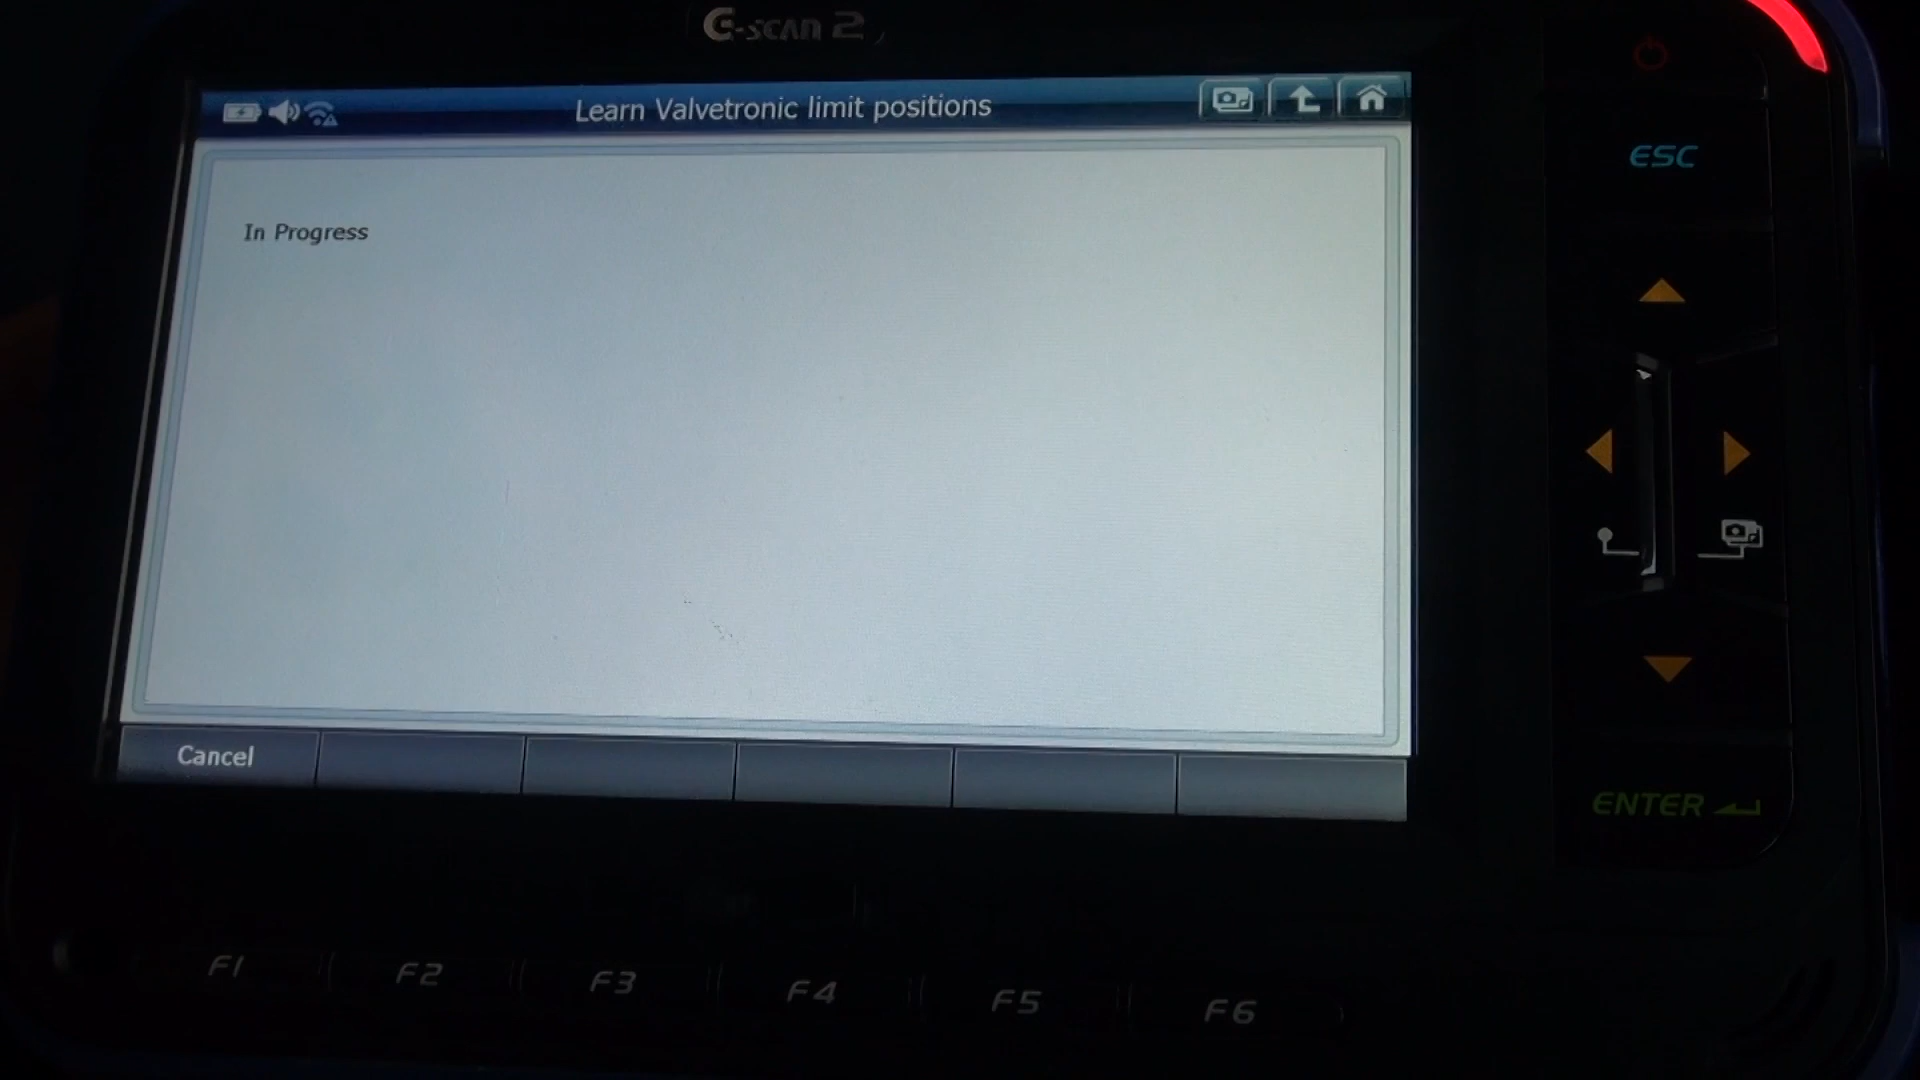 G-SCAN 2
Learn Valvetronic limit positions
In Progress
Cancel
ESC
ENTER
F1 F2 F3 F4 F5 F6